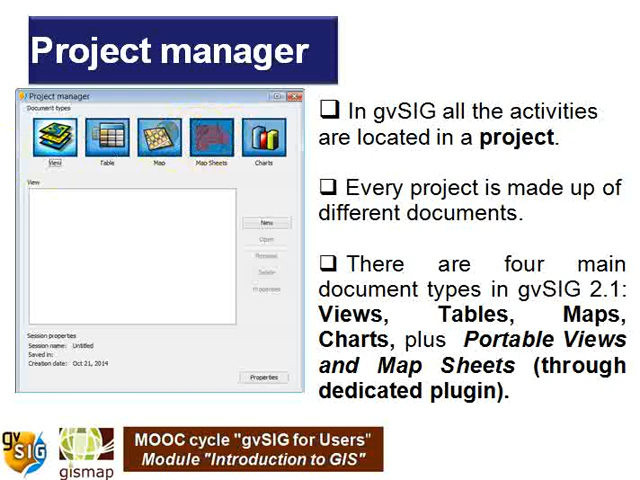 Project manager
Project manager
Document types
View
Table
Map
Map Sheets
Charts
View
New
Open
Rename
Delete
Properties
Session properties
Session name: Untitled
Saved in:
Creation date: Oct 21, 2014
Properties
❑ In gvSIG all the activities
are located in a project.
❑ Every project is made up of
different documents.
❑ There are four main
document types in gvSIG 2.1:
Views, Tables, Maps,
Charts, plus Portable Views
and Map Sheets (through
dedicated plugin).
gvSIG
gismap
MOOC cycle "gvSIG for Users"
Module "Introduction to GIS"